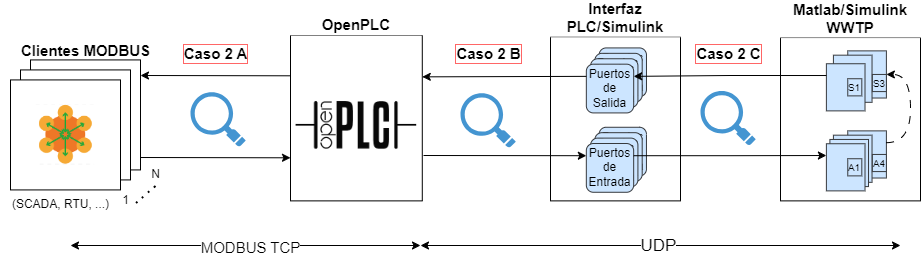 Clientes MODBUS
(SCADA, RTU, ...)
1
N
Caso 2 A
OpenPLC
open
PLC
Caso 2 B
Interfaz
PLC/Simulink
Puertos
de
Salida
Puertos
de
Entrada
Caso 2 C
Matlab/Simulink
WWTP
S1
S3
A1
A4
MODBUS TCP
UDP